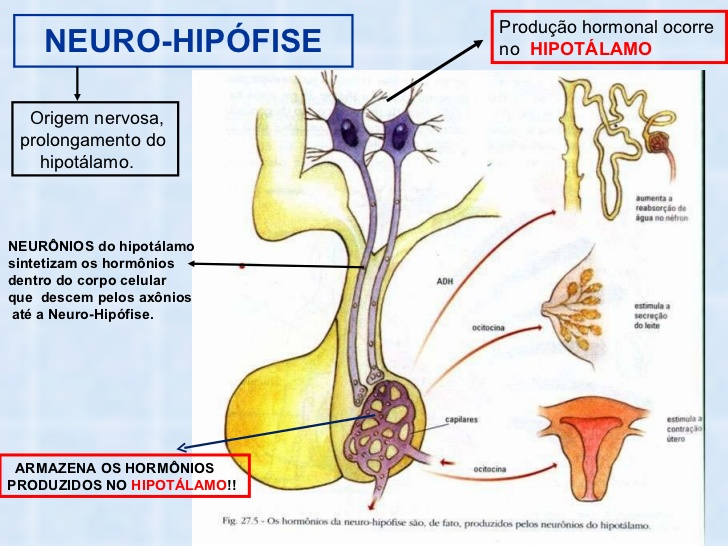 NEURO-HIPÓFISE
Produção hormonal ocorre
no HIPOTÁLAMO
Origem nervosa,
prolongamento do
hipotálamo.
NEURÔNIOS do hipotálamo
sintetizam os hormônios
dentro do corpo celular
que descem pelos axônios
até a Neuro-Hipófise.
aumenta a
reabsorção de
água no néfron
ADH
ocitocina
estimula a
secreção
do leite
capilares
estimula a
contração
útero
ocitocina
ARMAZENA OS HORMÔNIOS
PRODUZIDOS NO HIPOTÁLAMO!!
Fig. 27.5 - Os hormônios da neuro-hipófise são, de fato, produzidos pelos neurônios do hipotálamo.